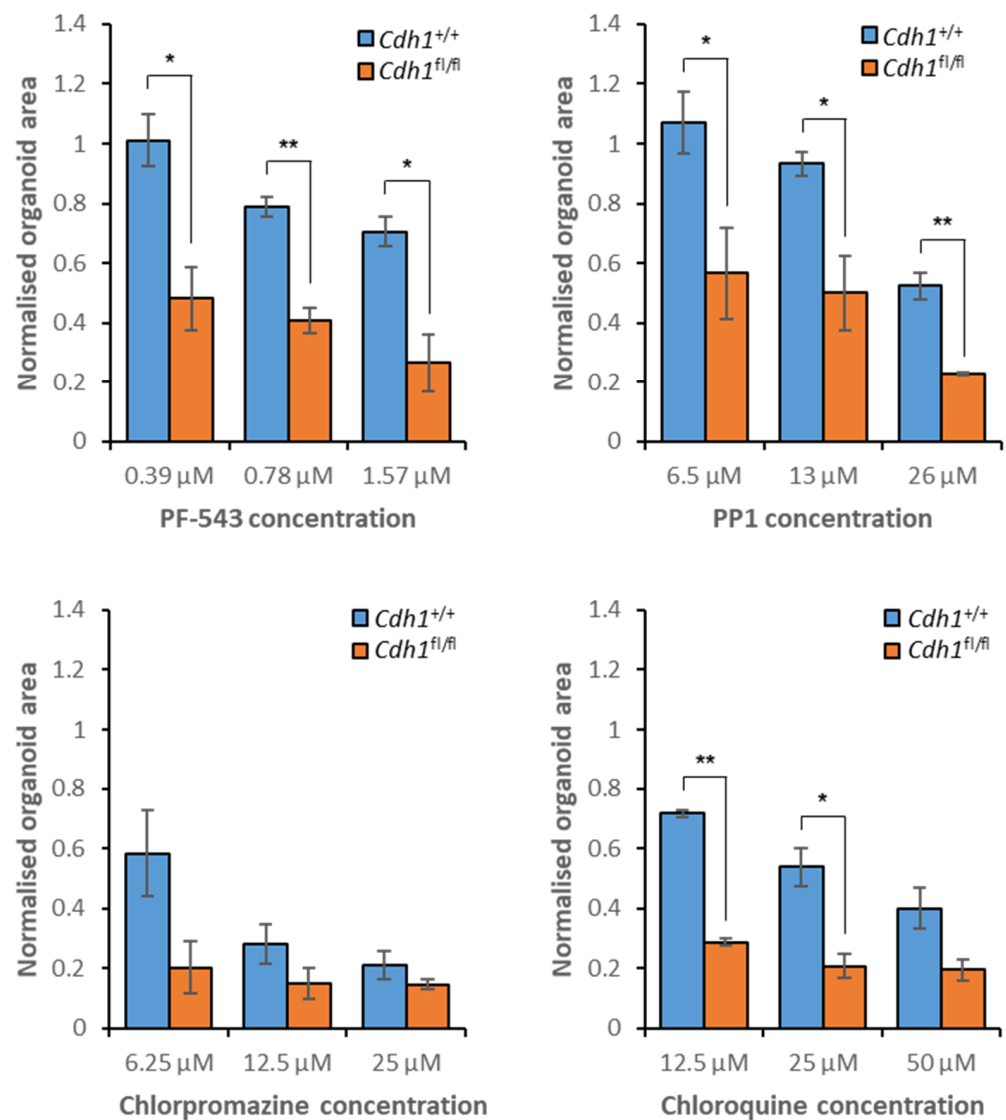 Normalised organoid area
1.4
1.2
1
0.8
0.6
0.4
0.2
0
Cdh1+/+
Cdh1fl/fl
*
**
*
0.39 µM 0.78 µM 1.57 µM
PF-543 concentration
Normalised organoid area
1.4
1.2
1
0.8
0.6
0.4
0.2
0
Cdh1+/+
Cdh1fl/fl
*
*
**
6.5 µM 13 µM 26 µM
PP1 concentration
Normalised organoid area
1.4
1.2
1
0.8
0.6
0.4
0.2
0
Cdh1+/+
Cdh1fl/fl
6.25 µM 12.5 µM 25 µM
Chlorpromazine concentration
Normalised organoid area
1.4
1.2
1
0.8
0.6
0.4
0.2
0
Cdh1+/+
Cdh1fl/fl
**
*
12.5 µM 25 µM 50 µM
Chloroquine concentration